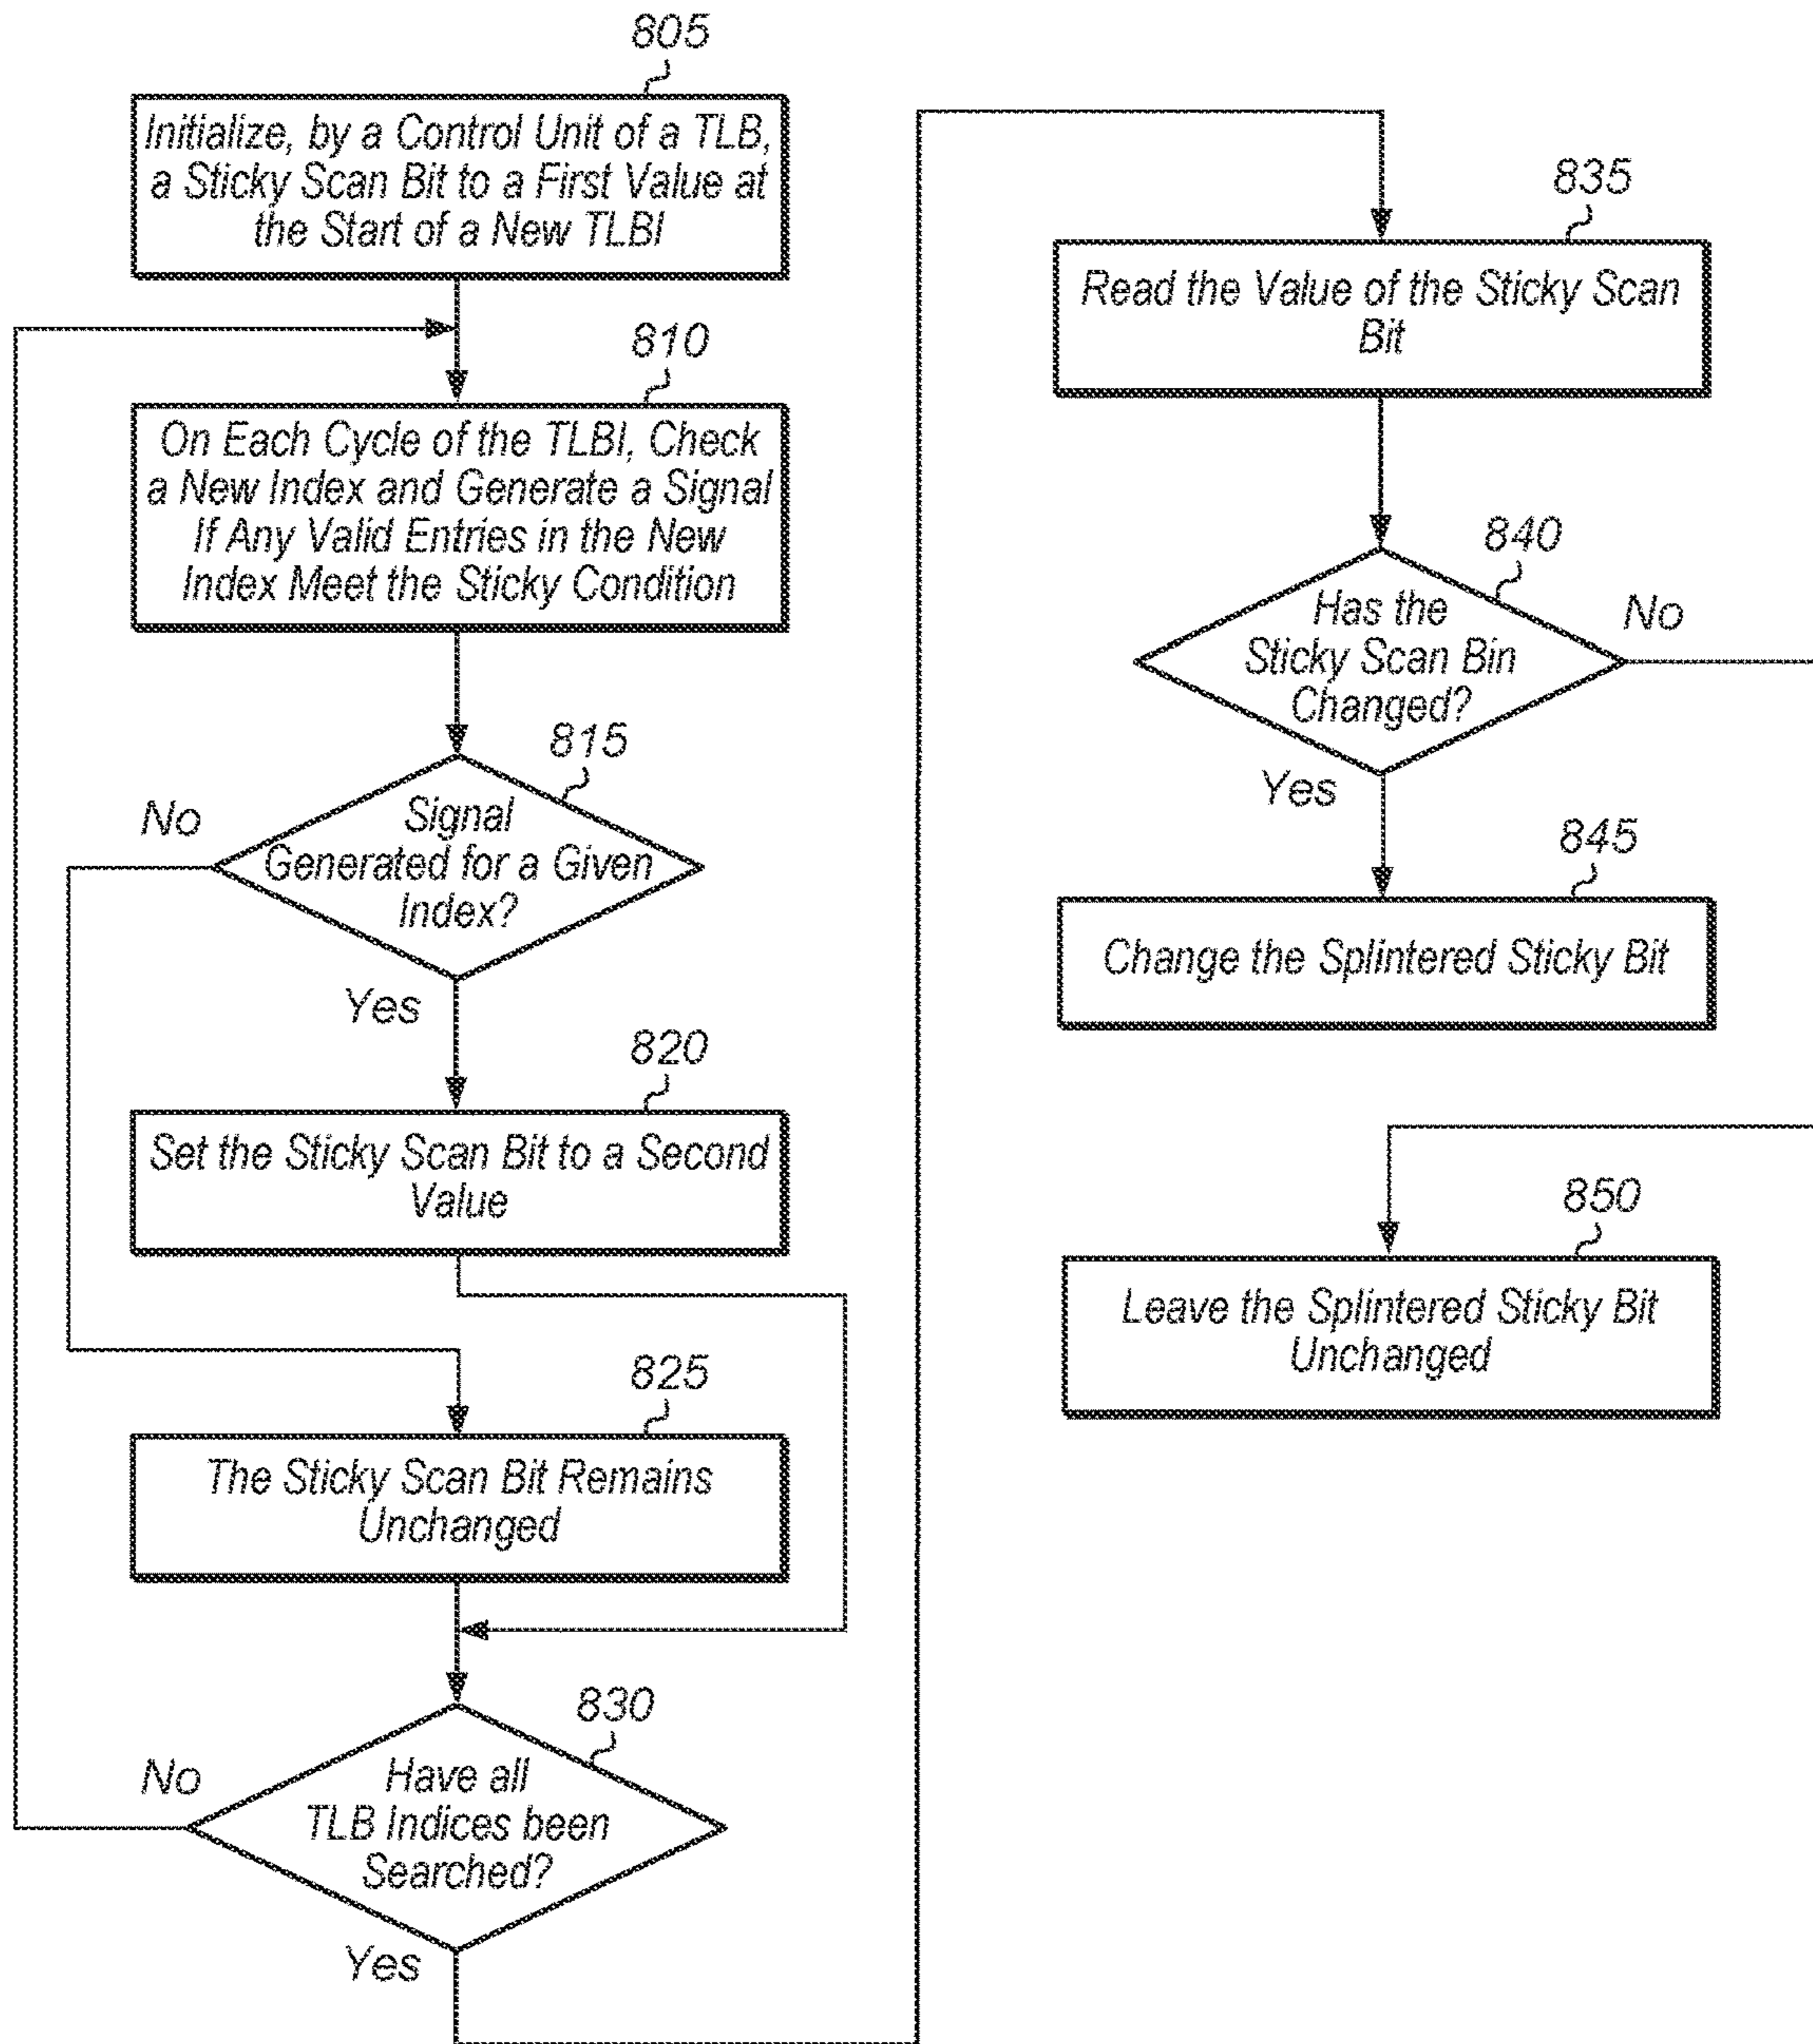 805
Initialize, by a Control Unit of a TLB,
a Sticky Scan Bit to a First Value at
the Start of a New TLBI
810
On Each Cycle of the TLBI, Check
a New Index and Generate a Signal
If Any Valid Entries in the New
Index Meet the Sticky Condition
815
No
Signal
Generated for a Given
Index?
Yes
820
Set the Sticky Scan Bit to a Second
Value
825
The Sticky Scan Bit Remains
Unchanged
830
No
Have all
TLB Indices been
Searched?
Yes
835
Read the Value of the Sticky Scan
Bit
840
Has the
Sticky Scan Bin
Changed?
No
Yes
845
Change the Splintered Sticky Bit
850
Leave the Splintered Sticky Bit
Unchanged